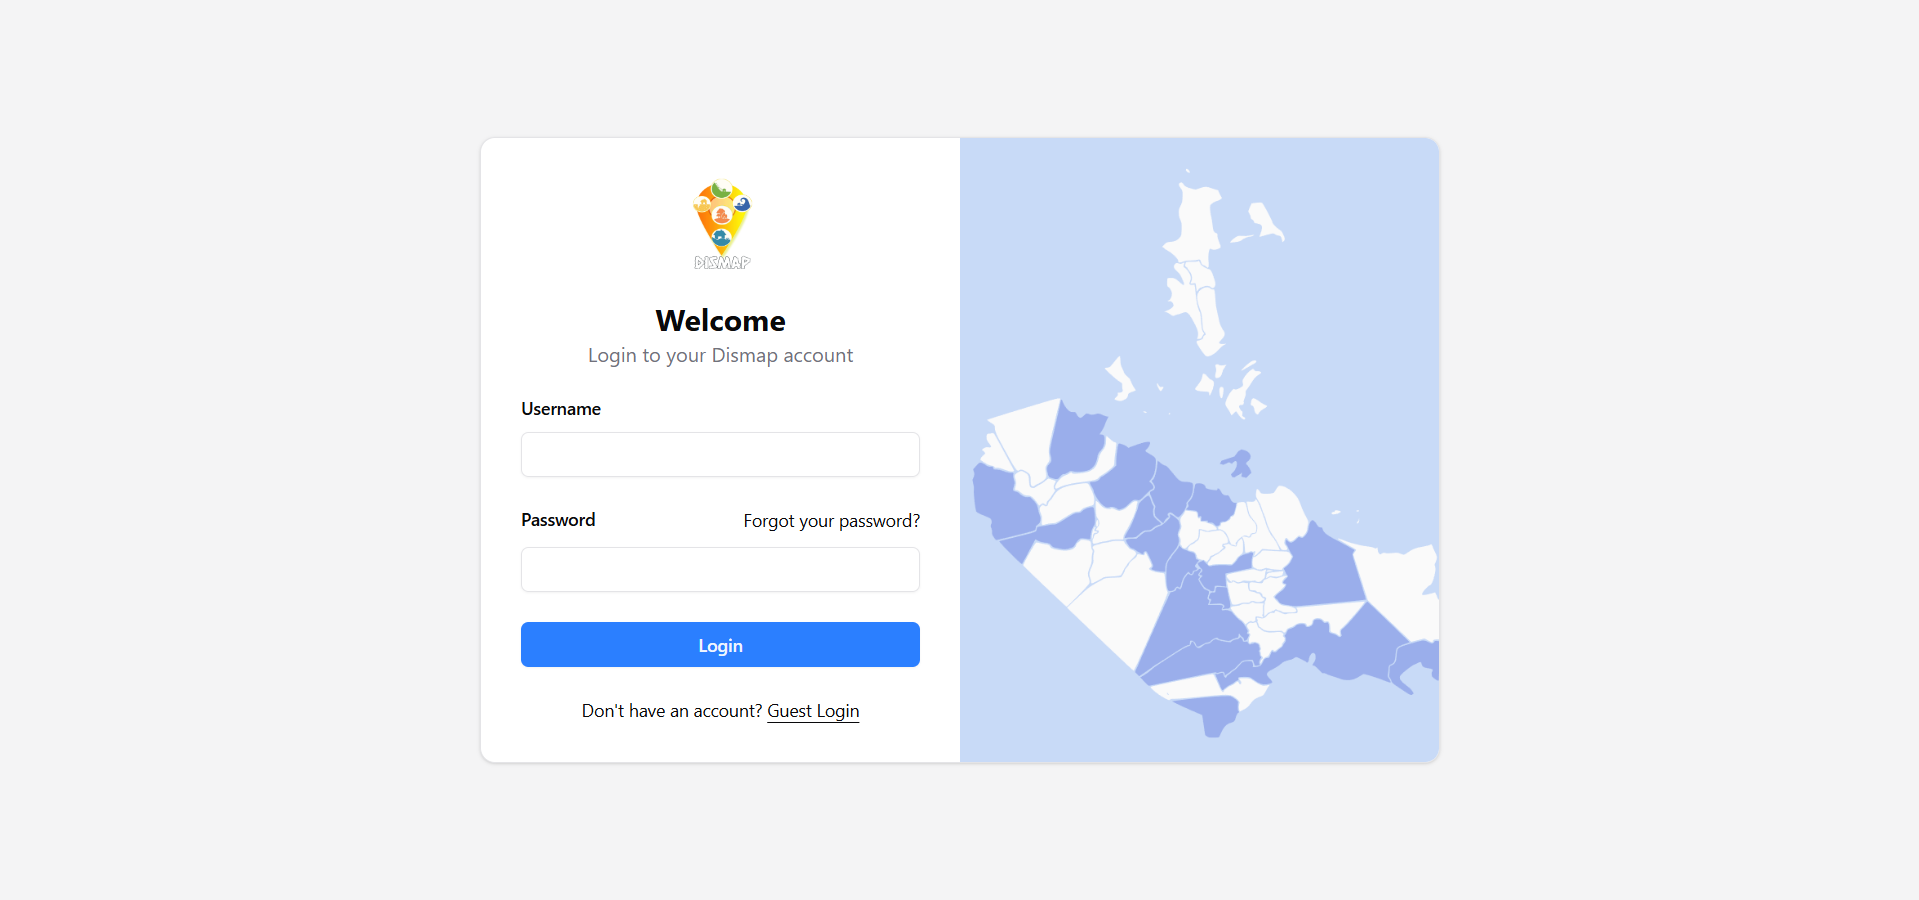 DISMAP
Welcome
Login to your Dismap account
Username
Password
Forgot your password?
Login
Don't have an account? Guest Login